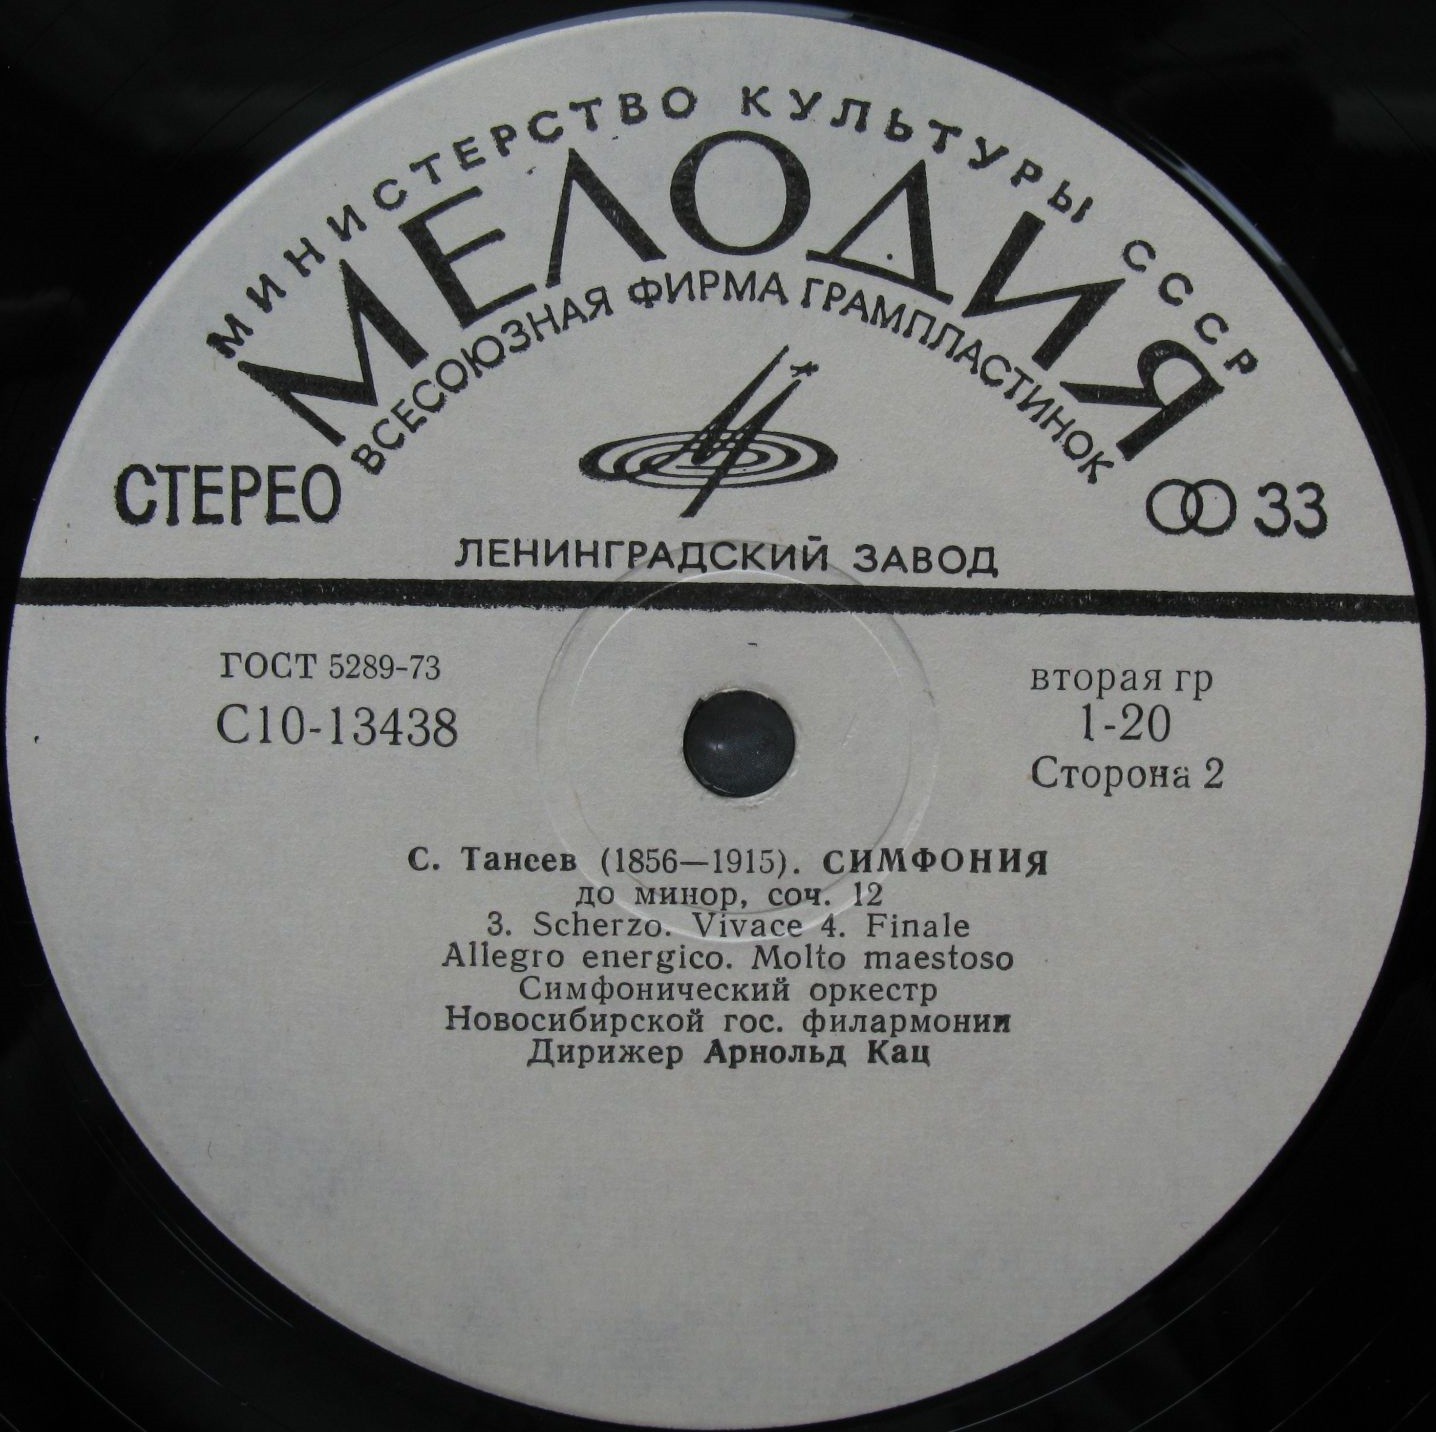 МИНИСТЕРСТВО КУЛЬТУРЫ СССР
МЕЛОДИЯ
ВСЕСОЮЗНАЯ ФИРМА ГРАМПЛАСТИНОК
СТЕРЕО
33
ЛЕНИНГРАДСКИЙ ЗАВОД
ГОСТ 5289-73
С10-13438
вторая гр
1-20
Сторона 2
С. Танеев (1856—1915). СИМФОНИЯ
до минор, соч. 12
3. Scherzo. Vivace 4. Finale
Allegro energico. Molto maestoso
Симфонический оркестр
Новосибирской гос. филармонии
Дирижер Арнольд Кац